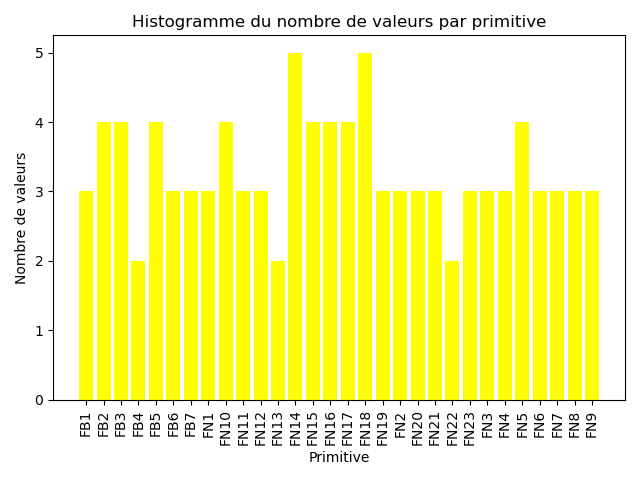 Histogramme du nombre de valeurs par primitive
Nombre de valeurs
5
4
3
2
1
0
FB1 FB2 FB3 FB4 FB5 FB6 FB7 FN1 FN10 FN11 FN12 FN13 FN14 FN15 FN16 FN17 FN18 FN19 FN2 FN20 FN21 FN22 FN23 FN3 FN4 FN5 FN6 FN7 FN8 FN9
Primitive